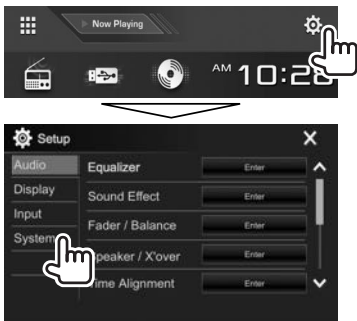 Now Playing
AM 10:28
Setup
Audio
Equalizer Enter
Display
Sound Effect Enter
Input
Fader / Balance Enter
System
Speaker / X'over Enter
Time Alignment Enter